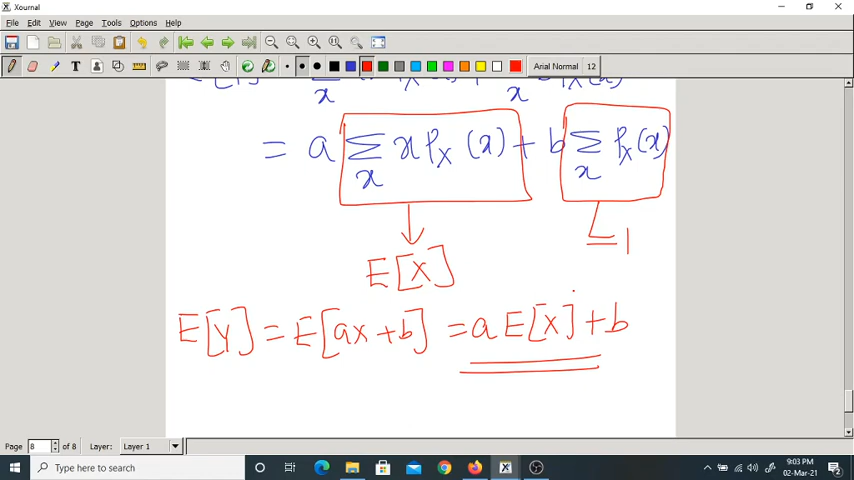 Xournal
File Edit View Page Tools Options Help
Arial Normal 12
= a ∑ x p_X (x) + b ∑ p_X (x)
x x
= 1
E[X]
E[Y] = E[ax+b] = a E[X] + b
Page 8 of 8 Layer: Layer 1
Type here to search
9:03 PM
02-Mar-21
2